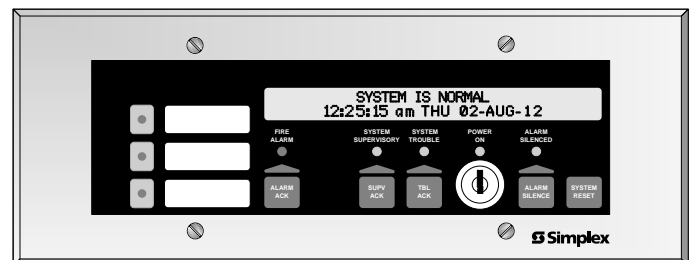 SYSTEM IS NORMAL
12:25:15 am THU 02-AUG-12
FIRE ALARM
SYSTEM SUPERVISORY
SYSTEM TROUBLE
POWER ON
ALARM SILENCED
ALARM ACK
SUPV ACK
TBL ACK
ALARM SILENCE
SYSTEM RESET
Simplex